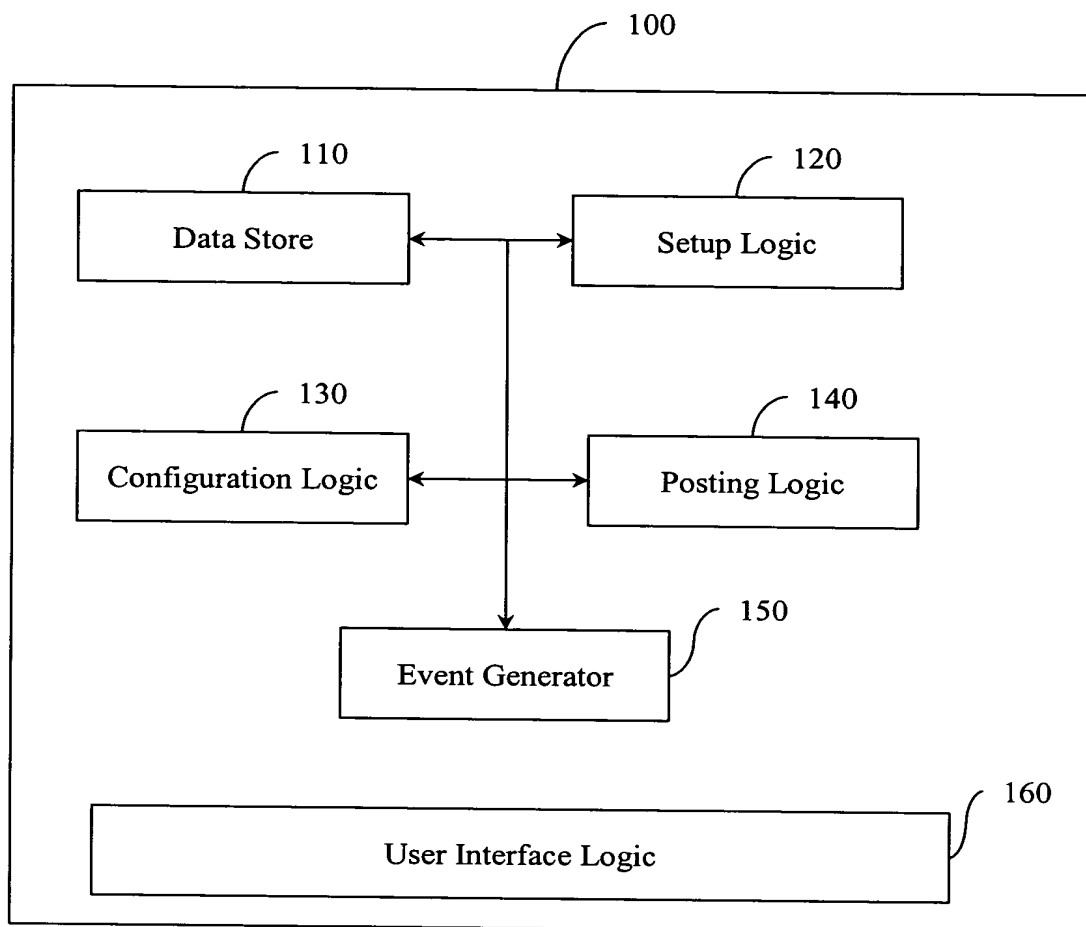 100
110
120
Data Store
Setup Logic
130
140
Configuration Logic
Posting Logic
150
Event Generator
160
User Interface Logic